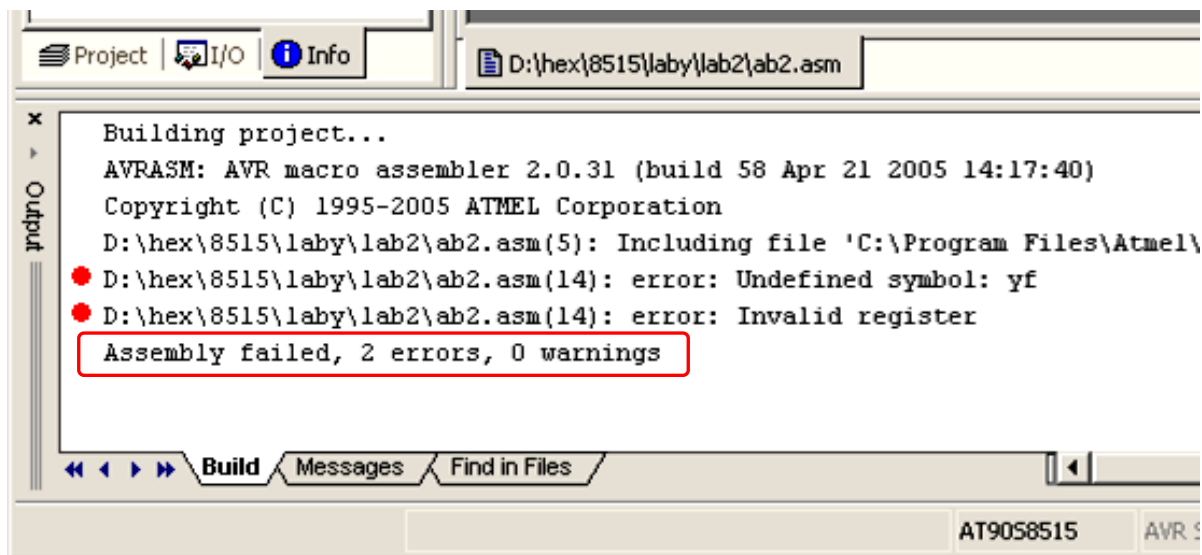 Project I/O Info
D:\hex\8515\laby\lab2\ab2.asm
Output
Building project...
AVRASM: AVR macro assembler 2.0.31 (build 58 Apr 21 2005 14:17:40)
Copyright (C) 1995-2005 ATMEL Corporation
D:\hex\8515\laby\lab2\ab2.asm(5): Including file 'C:\Program Files\Atmel\
D:\hex\8515\laby\lab2\ab2.asm(14): error: Undefined symbol: yf
D:\hex\8515\laby\lab2\ab2.asm(14): error: Invalid register
Assembly failed, 2 errors, 0 warnings
Build Messages Find in Files
AT90S8515 AVR S